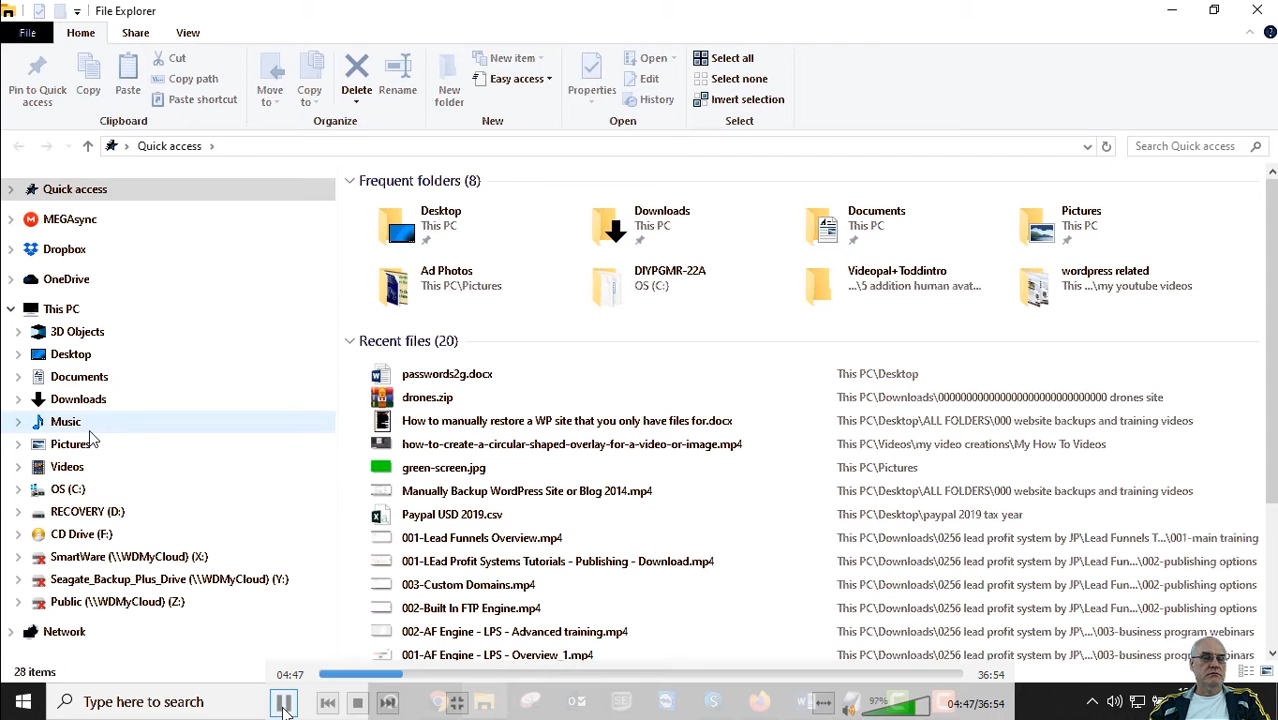 File Explorer
File Home Share View
Pin to Quick access
Copy
Paste
Cut
Copy path
Paste shortcut
Clipboard
Move to
Copy to
Delete
Rename
Organize
New folder
New item
Easy access
New
Properties
Open
Edit
History
Open
Select all
Select none
Invert selection
Select
Quick access
Search Quick access
Quick access
MEGAsync
Dropbox
OneDrive
This PC
3D Objects
Desktop
Documents
Downloads
Music
Pictures
Videos
OS (C:)
RECOVERY (D:)
CD Drive (F:)
SmartWare (\\WDMyCloud) (X:)
Seagate_Backup_Plus_Drive (\\WDMyCloud) (Y:)
Public (\\WDMyCloud) (Z:)
Network
28 items
Frequent folders (8)
Desktop
This PC
Downloads
This PC
Documents
This PC
Pictures
This PC
Ad Photos
This PC\Pictures
DIYPGMR-22A
OS (C:)
Videopal+Toddintro
...\5 addition human avat...
wordpress related
This ...\my youtube videos
Recent files (20)
passwords2g.docx This PC\Desktop
drones.zip
How to manually restore a WP site that you only have files for.docx This PC\Desktop\ALL FOLDERS\000 website backups and training videos
how-to-create-a-circular-shaped-overlay-for-a-video-or-image.mp4 This PC\Videos\my video creations\My How To Videos
green-screen.jpg This PC\Pictures
Manually Backup WordPress Site or Blog 2014.mp4 This PC\Desktop\ALL FOLDERS\000 website backups and training videos
Paypal USD 2019.csv This PC\Desktop\paypal 2019 tax year
001-Lead Funnels Overview.mp4 This PC\Downloads\0256 lead profit system by JP\Lead Funnels T...\001-main training
001-LEad Profit Systems Tutorials - Publishing - Download.mp4 This PC\Downloads\0256 lead profit system by JP\Lead Fun...\002-publishing options
003-Custom Domains.mp4 This PC\Downloads\0256 lead profit system by JP\Lead Fun...\002-publishing options
002-Built In FTP Engine.mp4 This PC\Downloads\0256 lead profit system by JP\Lead Fun...\002-publishing options
002-AF Engine - LPS - Advanced training.mp4 This PC\Downloads\0256 lead profit system by JP\...\003-business program webinars
001-AF Engine - LPS - Overview_1.mp4 This PC\Downloads\0256 lead profit system by JP\...\003-business program webinars
04:47 36:54
Type here to search
97%
04:47/36:54